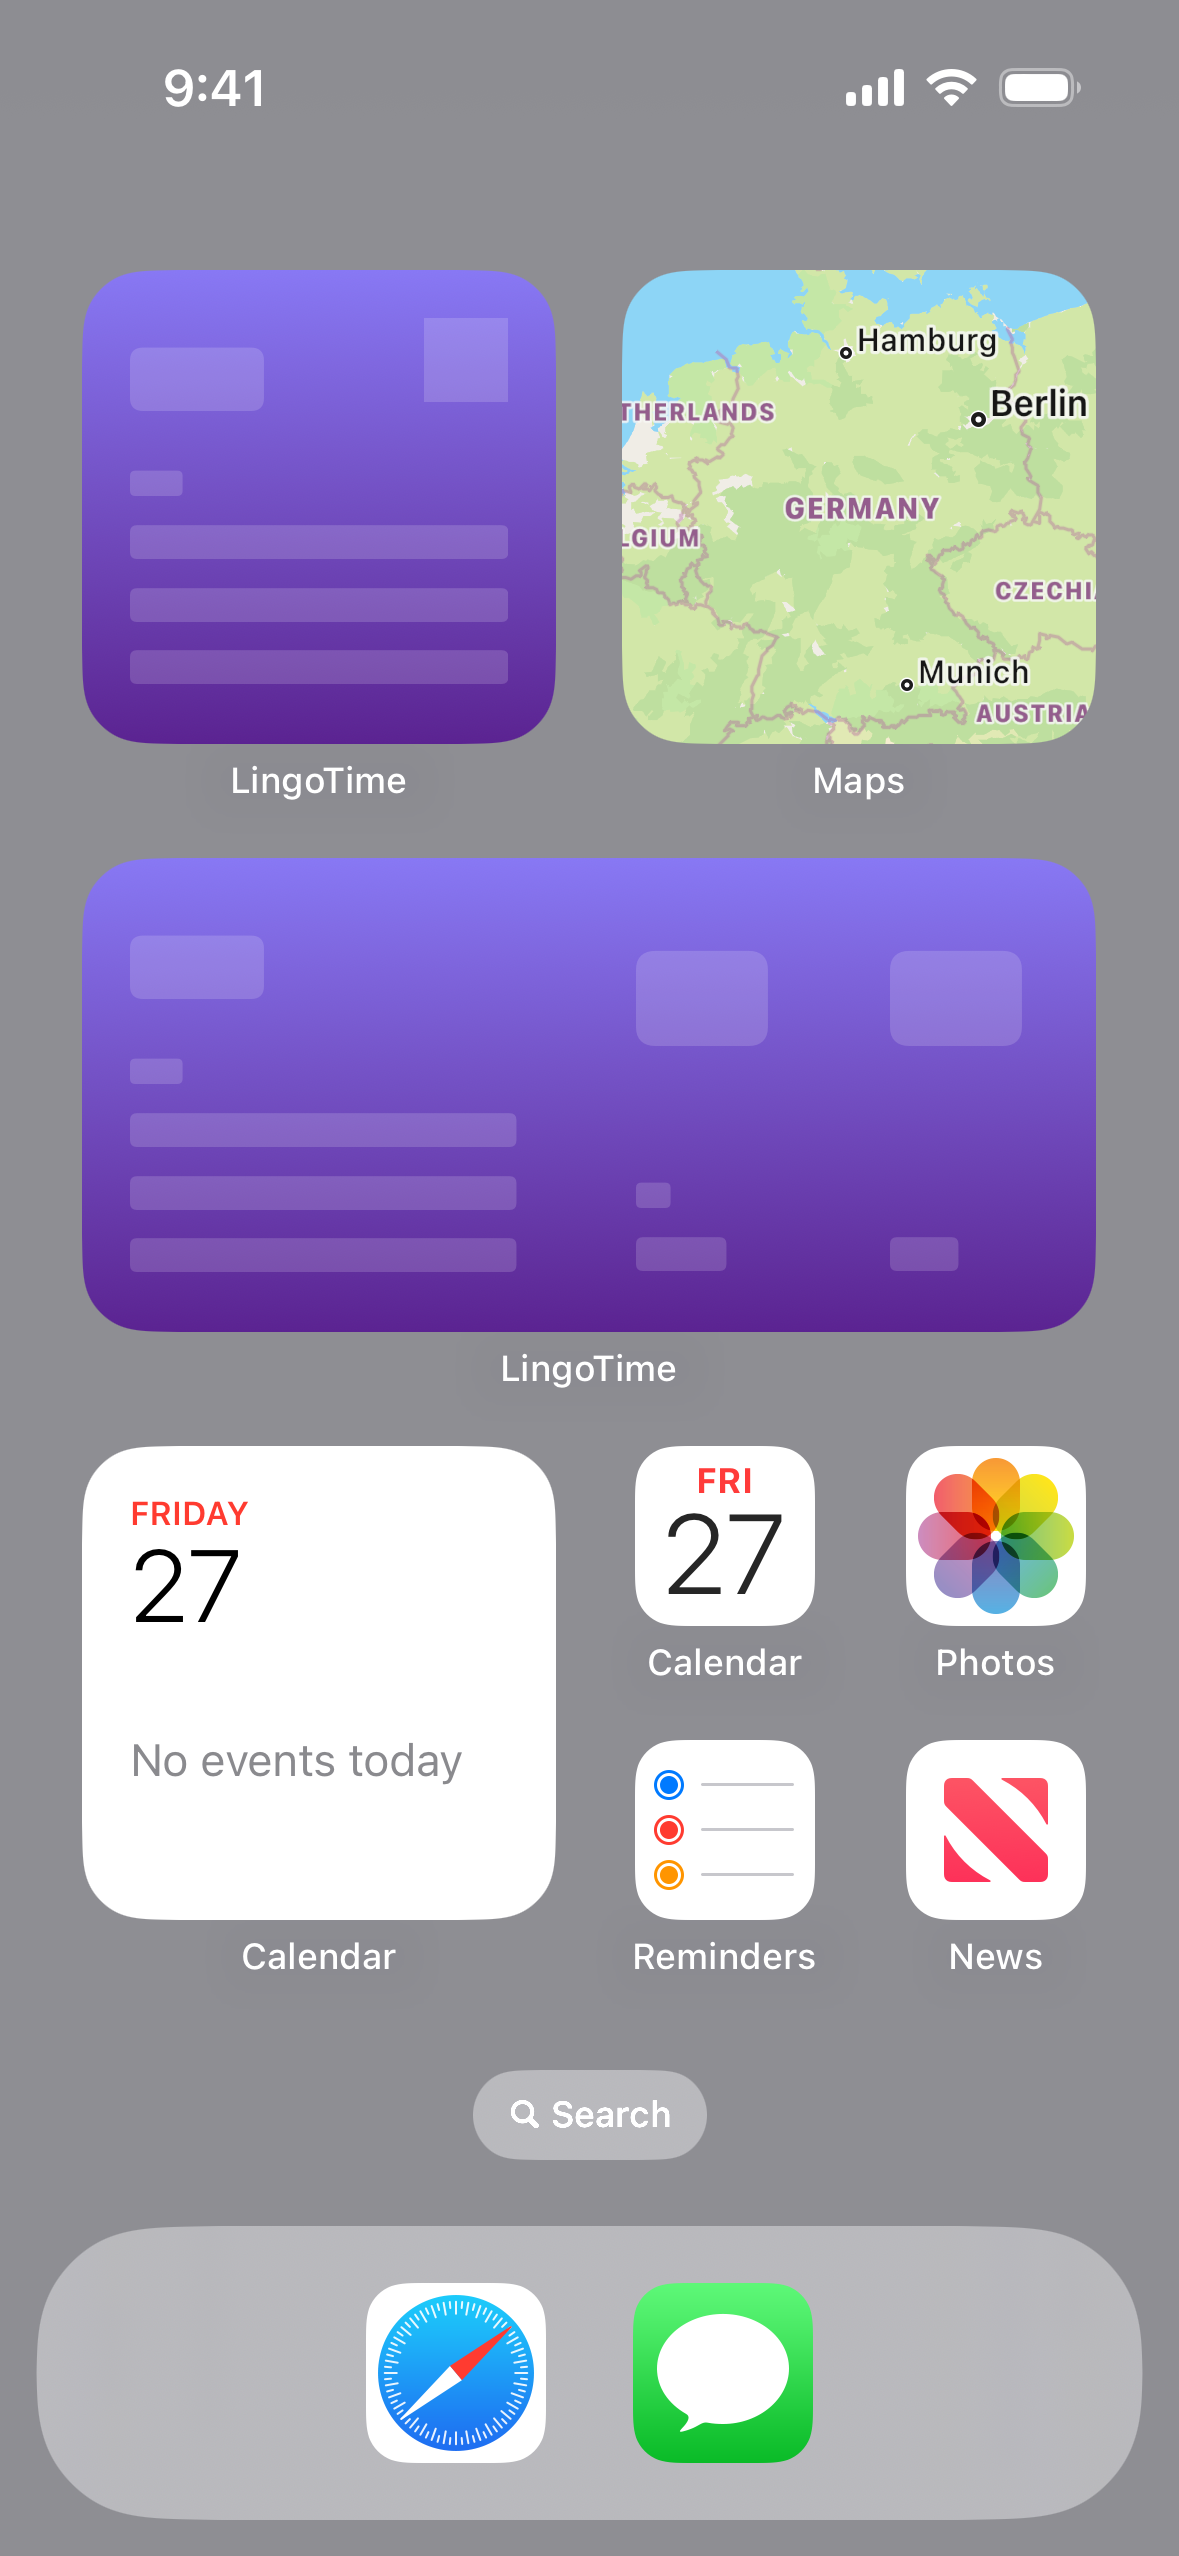 9:41
Hamburg
Berlin
THERLANDS
GERMANY
LGIUM
CZECHI
Munich
AUSTRIA
LingoTime
Maps
LingoTime
FRIDAY
27
No events today
Calendar
FRI
27
Calendar
Photos
Reminders
News
Search